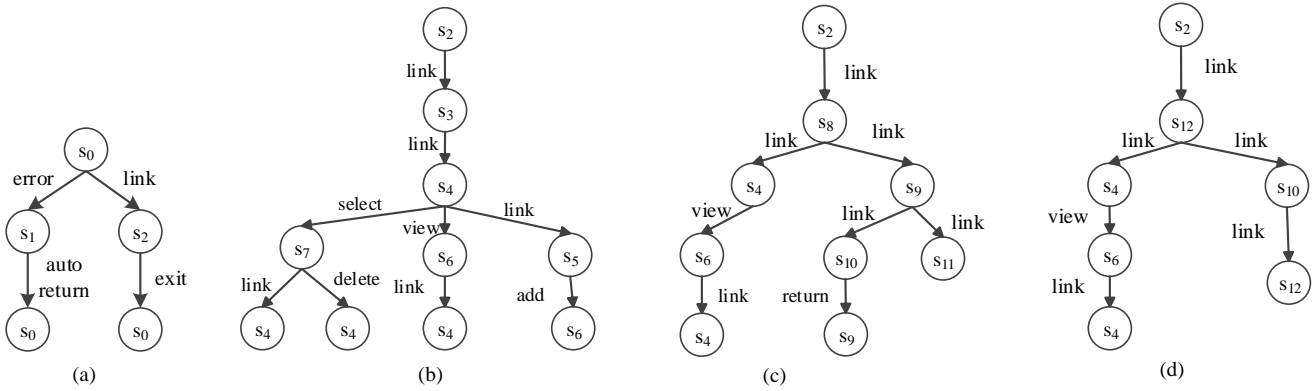 s0
error
link
s1
s2
auto
return
exit
s0
s0
(a)
s2
link
s3
link
s4
select
view
link
s7
s6
s5
link
delete
link
add
s4
s4
s4
s6
(b)
s2
link
s8
link
link
s4
s9
view
link
link
s6
s10
s11
link
return
s4
s9
(c)
s2
link
s12
link
link
s4
s10
view
link
s6
s12
link
s4
(d)